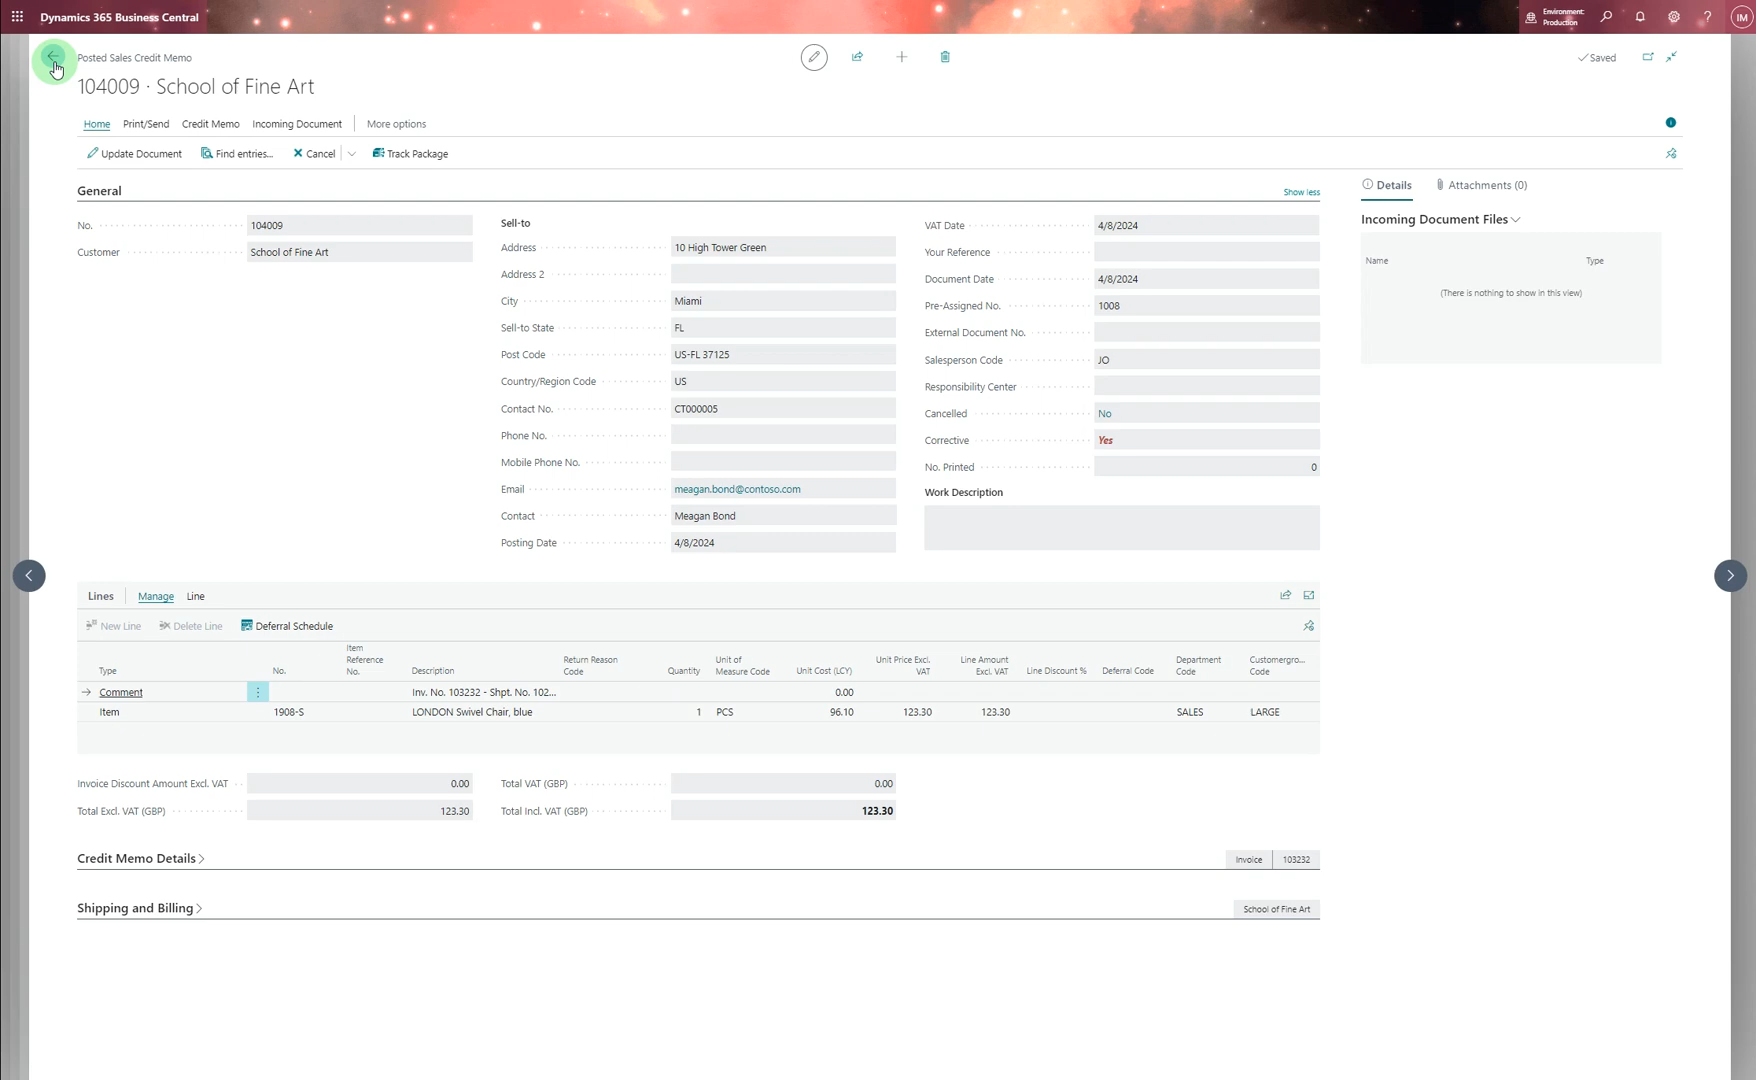 Dynamics 365 Business Central
Environment:
Production
IM
Posted Sales Credit Memo
Saved
104009 · School of Fine Art
Home Print/Send Credit Memo Incoming Document More options
Update Document Find entries... Cancel Track Package
General
Show less
No. 104009
Customer School of Fine Art
Sell-to
Address 10 High Tower Green
Address 2
City Miami
Sell-to State FL
Post Code US-FL 37125
Country/Region Code US
Contact No. CT000005
Phone No.
Mobile Phone No.
Email meagan.bond@contoso.com
Contact Meagan Bond
Posting Date 4/8/2024
VAT Date 4/8/2024
Your Reference
Document Date 4/8/2024
Pre-Assigned No. 1008
External Document No.
Salesperson Code JO
Responsibility Center
Cancelled No
Corrective Yes
No. Printed 0
Work Description
Details Attachments (0)
Incoming Document Files
Name Type
(There is nothing to show in this view)
Lines Manage Line
New Line Delete Line Deferral Schedule
Type No. Item Reference No. Description Return Reason Code Quantity Unit of Measure Code Unit Cost (LCY) Unit Price Excl. VAT Line Amount Excl. VAT Line Discount % Deferral Code Department Code Customergro... Code
Comment Inv. No. 103232 - Shpt. No. 102... 0.00
Item 1908-S LONDON Swivel Chair, blue 1 PCS 96.10 123.30 123.30 SALES LARGE
Invoice Discount Amount Excl. VAT 0.00
Total Excl. VAT (GBP) 123.30
Total VAT (GBP) 0.00
Total Incl. VAT (GBP) 123.30
Credit Memo Details
Invoice 103232
Shipping and Billing
School of Fine Art